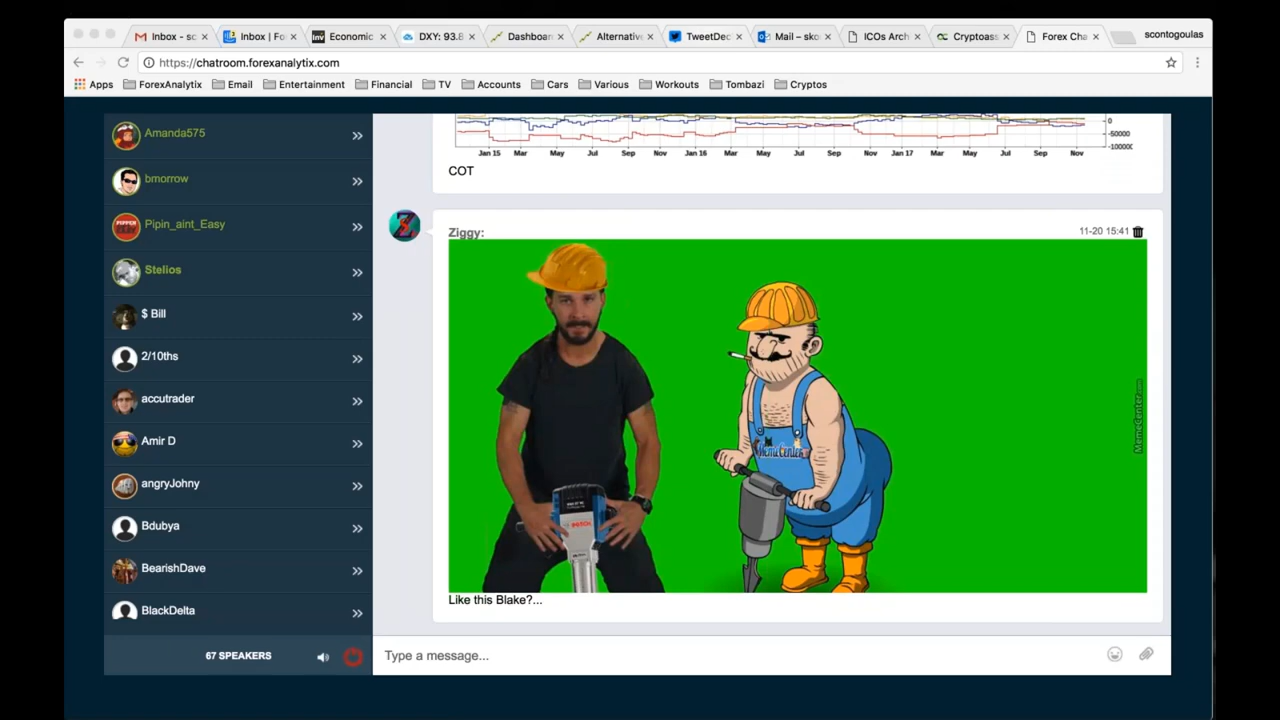 Inbox - sc
Inbox | Fo
Economic
DXY: 93.8
Dashboar
Alternativ
TweetDec
Mail – sko
ICOs Arch
Cryptoass
Forex Cha
scontogoulas
https://chatroom.forexanalytix.com
Apps
ForexAnalytix
Email
Entertainment
Financial
TV
Accounts
Cars
Various
Workouts
Tombazi
Cryptos
Amanda575
bmorrow
Pipin_aint_Easy
Stelios
$ Bill
2/10ths
accutrader
Amir D
angryJohny
Bdubya
BearishDave
BlackDelta
67 SPEAKERS
0
-50000
-100000
Jan 15 Mar May Jul Sep Nov Jan 16 Mar May Jul Sep Nov Jan 17 Mar May Jul Sep Nov
COT
Ziggy:
11-20 15:41
MemeCenter
MemeCenter.com
Like this Blake?...
Type a message...